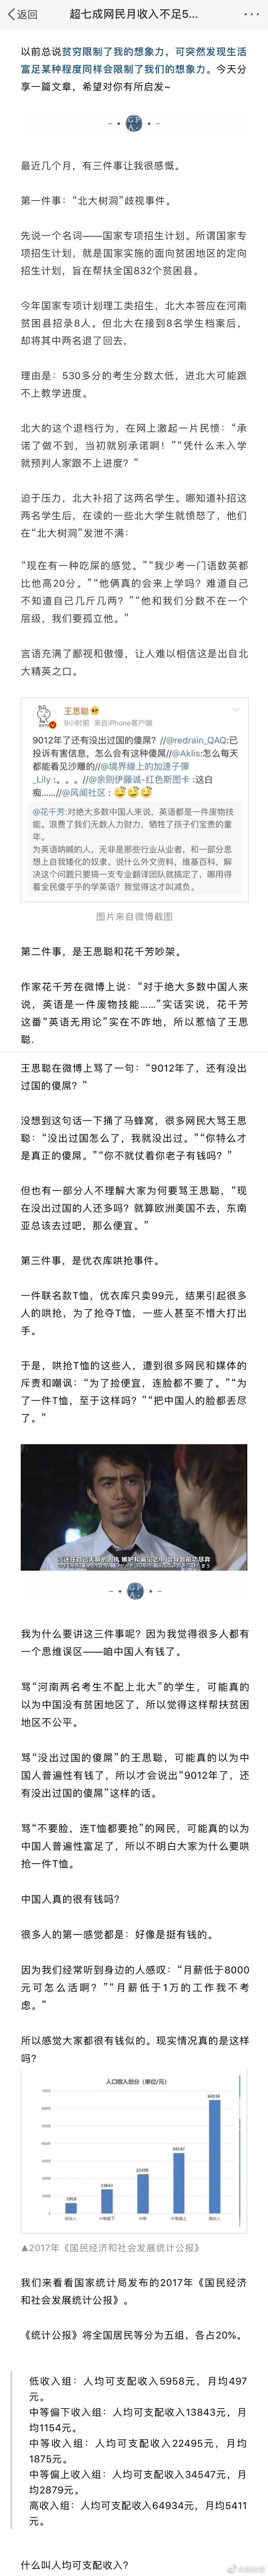 返回
超七成网民月收入不足5...
以前总说贫穷限制了我的想象力，可突然发现生活
富足某种程度同样会限制了我们的想象力。今天分
享一篇文章，希望对你有所启发~
最近几个月，有三件事让我很感慨。
第一件事：“北大树洞”歧视事件。
先说一个名词——国家专项招生计划。所谓国家专
项招生计划，就是国家实施的面向贫困地区的定向
招生计划，旨在帮扶全国832个贫困县。
今年国家专项计划理工类招生，北大本答应在河南
贫困县招录8人。但北大在接到8名学生档案后，
却将其中两名退了回去，
理由是：530多分的考生分数太低，进北大可能跟
不上教学进度。
北大的这个退档行为，在网上激起一片民愤：“承
诺了做不到，当初就别承诺啊！”“凭什么未入学
就预判人家跟不上进度？”
迫于压力，北大补招了这两名学生。哪知道补招这
两名学生后，在读的一些北大学生就愤怒了，他们
在“北大树洞”发泄不满：
“现在有一种吃屎的感觉。”“我少考一门语数英都
比他高20分。”“他俩真的会来上学吗？难道自己
不知道自己几斤几两？”“他和我们分数不在一个
层级，我们要孤立他。”
言语充满了鄙视和傲慢，让人难以相信这是出自北
大精英之口。
王思聪
9小时前 来自iPhone客户端
9012年了还有没出过国的傻屌？//@redrain_QAQ:已
投诉有害信息，怎么会有这种傻屌//@Aklis:怎么每天
都能看见沙雕的//@境界線上的加速子弹
_Lily：。。。//@余则伊藤诚-红色斯图卡：这白
痴......//@风闻社区：
@花千芳:对绝大多数中国人来说，英语都是一件废物技
能。浪费了我们无数人力财力，牺牲了孩子们宝贵的童
年。
为英语呐喊的人，无非是那些行业从业者，和一部分思
想上自我矮化的奴隶。说什么外文资料，维基百科，解
决这个问题只要搞一支专业翻译团队就搞定了，哪用得
着全民傻乎乎的学英语？我觉得这才叫减负。
图片来自微博截图
第二件事，是王思聪和花千芳吵架。
作家花千芳在微博上说：“对于绝大多数中国人来
说，英语是一件废物技能......”实话实说，花千芳
这番“英语无用论”实在不咋地，所以惹恼了王思
聪.
王思聪在微博上骂了一句：“9012年了，还有没出
过国的傻屌？”
没想到这句话一下捅了马蜂窝，很多网民大骂王思
聪：“没出过国怎么了，我就没出过。”“你特么才
是真正的傻屌。”“你不就仗着你老子有钱吗？”
但也有一部分人不理解大家为何要骂王思聪，“现
在没出过国的人还多吗？就算欧洲美国不去，东南
亚总该去过吧，那么便宜。”
第三件事，是优衣库哄抢事件。
一件联名款T恤，优衣库只卖99元，结果引起很多
人的哄抢，为了抢夺T恤，一些人甚至不惜大打出
手。
于是，哄抢T恤的这些人，遭到很多网民和媒体的
斥责和嘲讽：“为了捡便宜，连脸都不要了。”“为
了一件T恤，至于这样吗？”“把中国人的脸都丢尽
了。”
我为什么要讲这三件事呢？因为我觉得很多人都有
一个思维误区——咱中国人有钱了。
骂“河南两名考生不配上北大”的学生，可能真的
以为中国没有贫困地区了，所以觉得这样帮扶贫困
地区不公平。
骂“没出过国的傻屌”的王思聪，可能真的以为中
国人普遍性有钱了，所以才会说出“9012年了，还
有没出过国的傻屌”这样的话。
骂“不要脸，连T恤都要抢”的网民，可能真的以为
中国人普遍性富足了，所以不明白大家为什么要哄
抢一件T恤。
中国人真的很有钱吗？
很多人的第一感觉都是：好像是挺有钱的。
因为我们经常听到身边的人感叹：“月薪低于8000
元可怎么活啊？”“月薪低于1万的工作我不考
虑。”
所以感觉大家都很有钱似的。现实情况真的是这样
吗？
人口收入划分（单位/元）
5958
13843
22495
34547
64934
▲2017年《国民经济和社会发展统计公报》
我们来看看国家统计局发布的2017年《国民经济
和社会发展统计公报》。
《统计公报》将全国居民等分为五组，各占20%。
低收入组：人均可支配收入5958元，月均497
元。
中等偏下收入组：人均可支配收入13843元，月
均1154元。
中等收入组：人均可支配收入22495元，月均
1875元。
中等偏上收入组：人均可支配收入34547元，月
均2879元。
高收入组：人均可支配收入64934元，月均5411
元。
什么叫人均可支配收入？